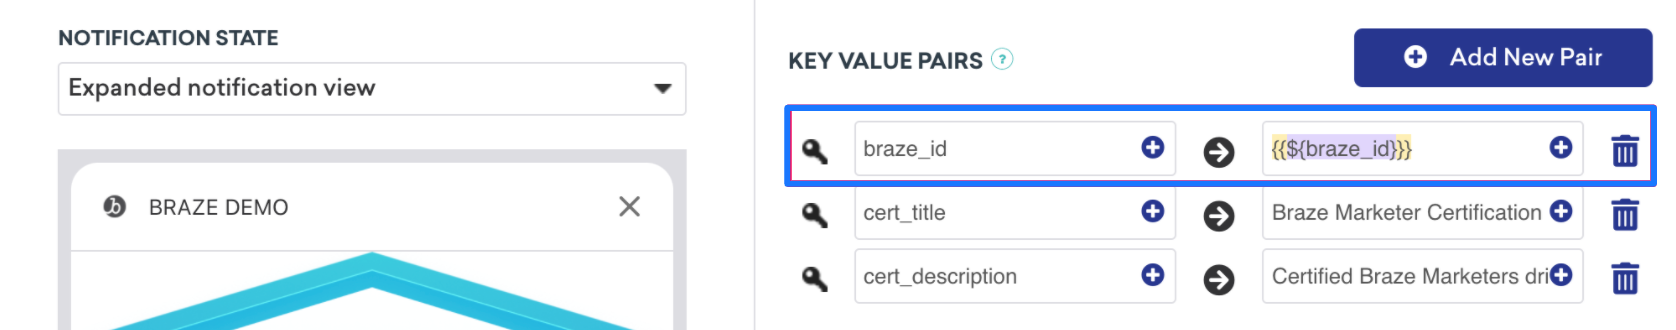 NOTIFICATION STATE
Expanded notification view
BRAZE DEMO
KEY VALUE PAIRS ?
Add New Pair
braze_id
{{${braze_id}}}
cert_title
Braze Marketer Certification
cert_description
Certified Braze Marketers dri